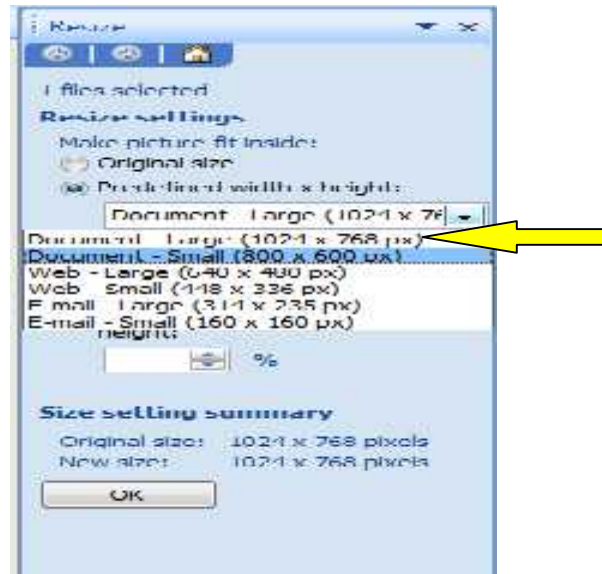 Resize
1 files selected
Resize settings
Make picture fit inside:
Original size
Predefined width x height:
Document - Large (1024 x 76
Document - Large (1024 x 768 px)
Document - Small (800 x 600 px)
Web - Large (640 x 480 px)
Web - Small (448 x 336 px)
E-mail - Large (314 x 235 px)
E-mail - Small (160 x 160 px)
height:
%
Size setting summary
Original size: 1024 x 768 pixels
New size: 1024 x 768 pixels
OK